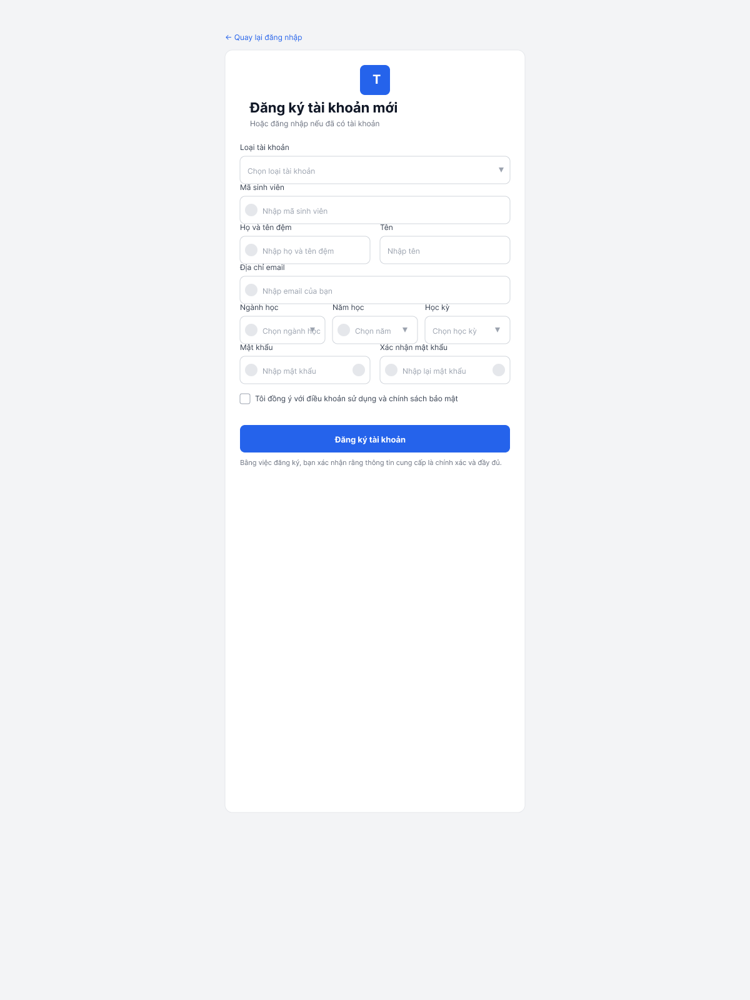 ← Quay lại đăng nhập
T
Đăng ký tài khoản mới
Hoặc đăng nhập nếu đã có tài khoản
Loại tài khoản
Chọn loại tài khoản
Mã sinh viên
Nhập mã sinh viên
Họ và tên đệm Tên
Nhập họ và tên đệm Nhập tên
Địa chỉ email
Nhập email của bạn
Ngành học Năm học Học kỳ
Chọn ngành học Chọn năm Chọn học kỳ
Mật khẩu Xác nhận mật khẩu
Nhập mật khẩu Nhập lại mật khẩu
Tôi đồng ý với điều khoản sử dụng và chính sách bảo mật
Đăng ký tài khoản
Bằng việc đăng ký, bạn xác nhận rằng thông tin cung cấp là chính xác và đầy đủ.